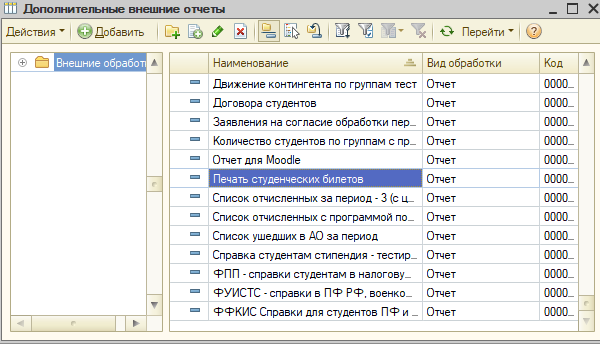 Дополнительные внешние отчеты
Действия Добавить Перейти
Внешние обработ
Наименование Вид обработки Код
Движение контингента по группам тест Отчет 0000...
Договора студентов Отчет 0000...
Заявления на согласие обработки пер... Отчет 0000...
Количество студентов по группам с пр... Отчет 0000...
Отчет для Moodle Отчет 0000...
Печать студенческих билетов Отчет 0000...
Список отчисленных за период - 3 (с ц... Отчет 0000...
Список отчисленных с программой по... Отчет 0000...
Список ушедших в АО за период Отчет 0000...
Справка студентам стипендия - тестир... Отчет 0000...
ФПП - справки студентам в налогову... Отчет 0000...
ФУИСТС - справки в ПФ РФ, военко... Отчет 0000...
ФФКИС Справки для студентов ПФ и ... Отчет 0000...